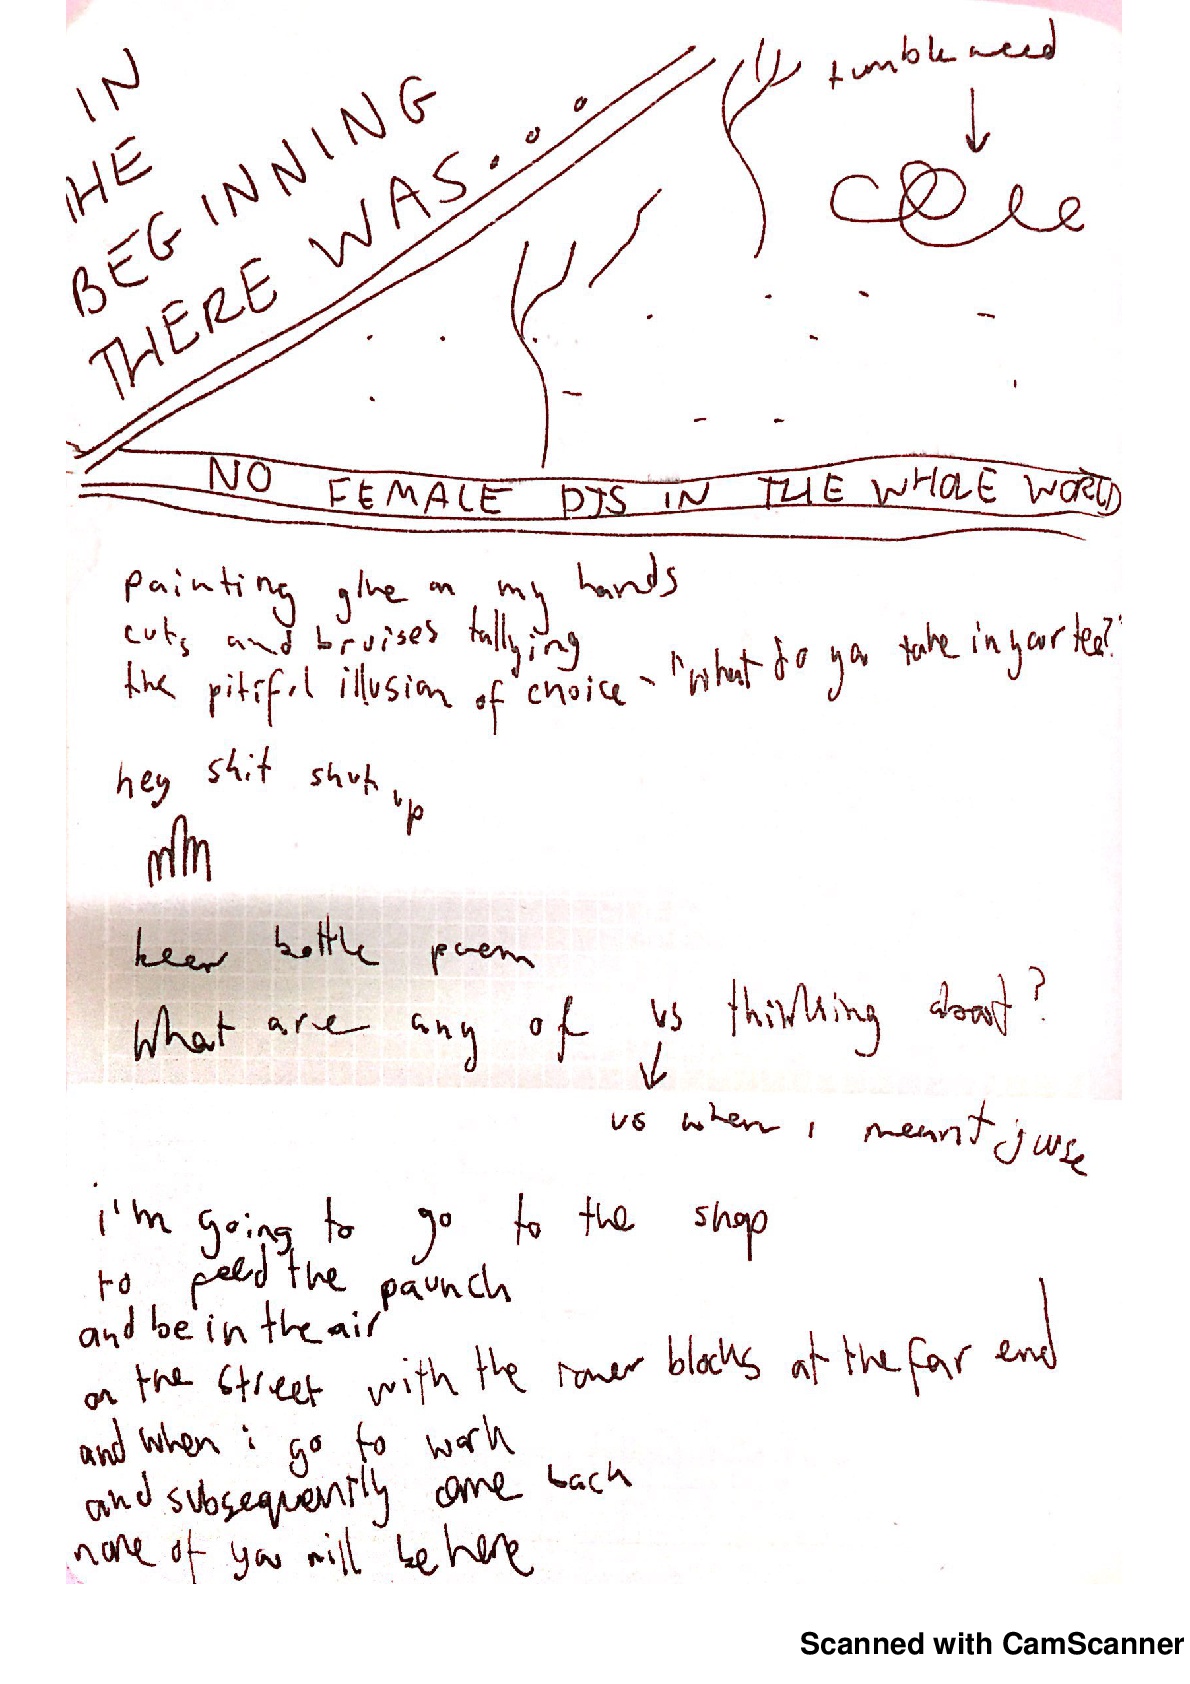 IN
THE
BEGINNING
THERE WAS...
tumbleweed
NO FEMALE DJS IN THE WHOLE WORLD
painting glue on my hands
cuts and bruises tallying
the pitiful illusion of choice - "what do you take in your tea?"
hey shit shut up
beer bottle poem
What are any of us thinking about?
us when i meant
i'm going to go to the shop
to feed the paunch
and be in the air
on the street with the tower blocks at the far end
and when i go to work
and subsequently come back
none of you will be here
Scanned with CamScanner